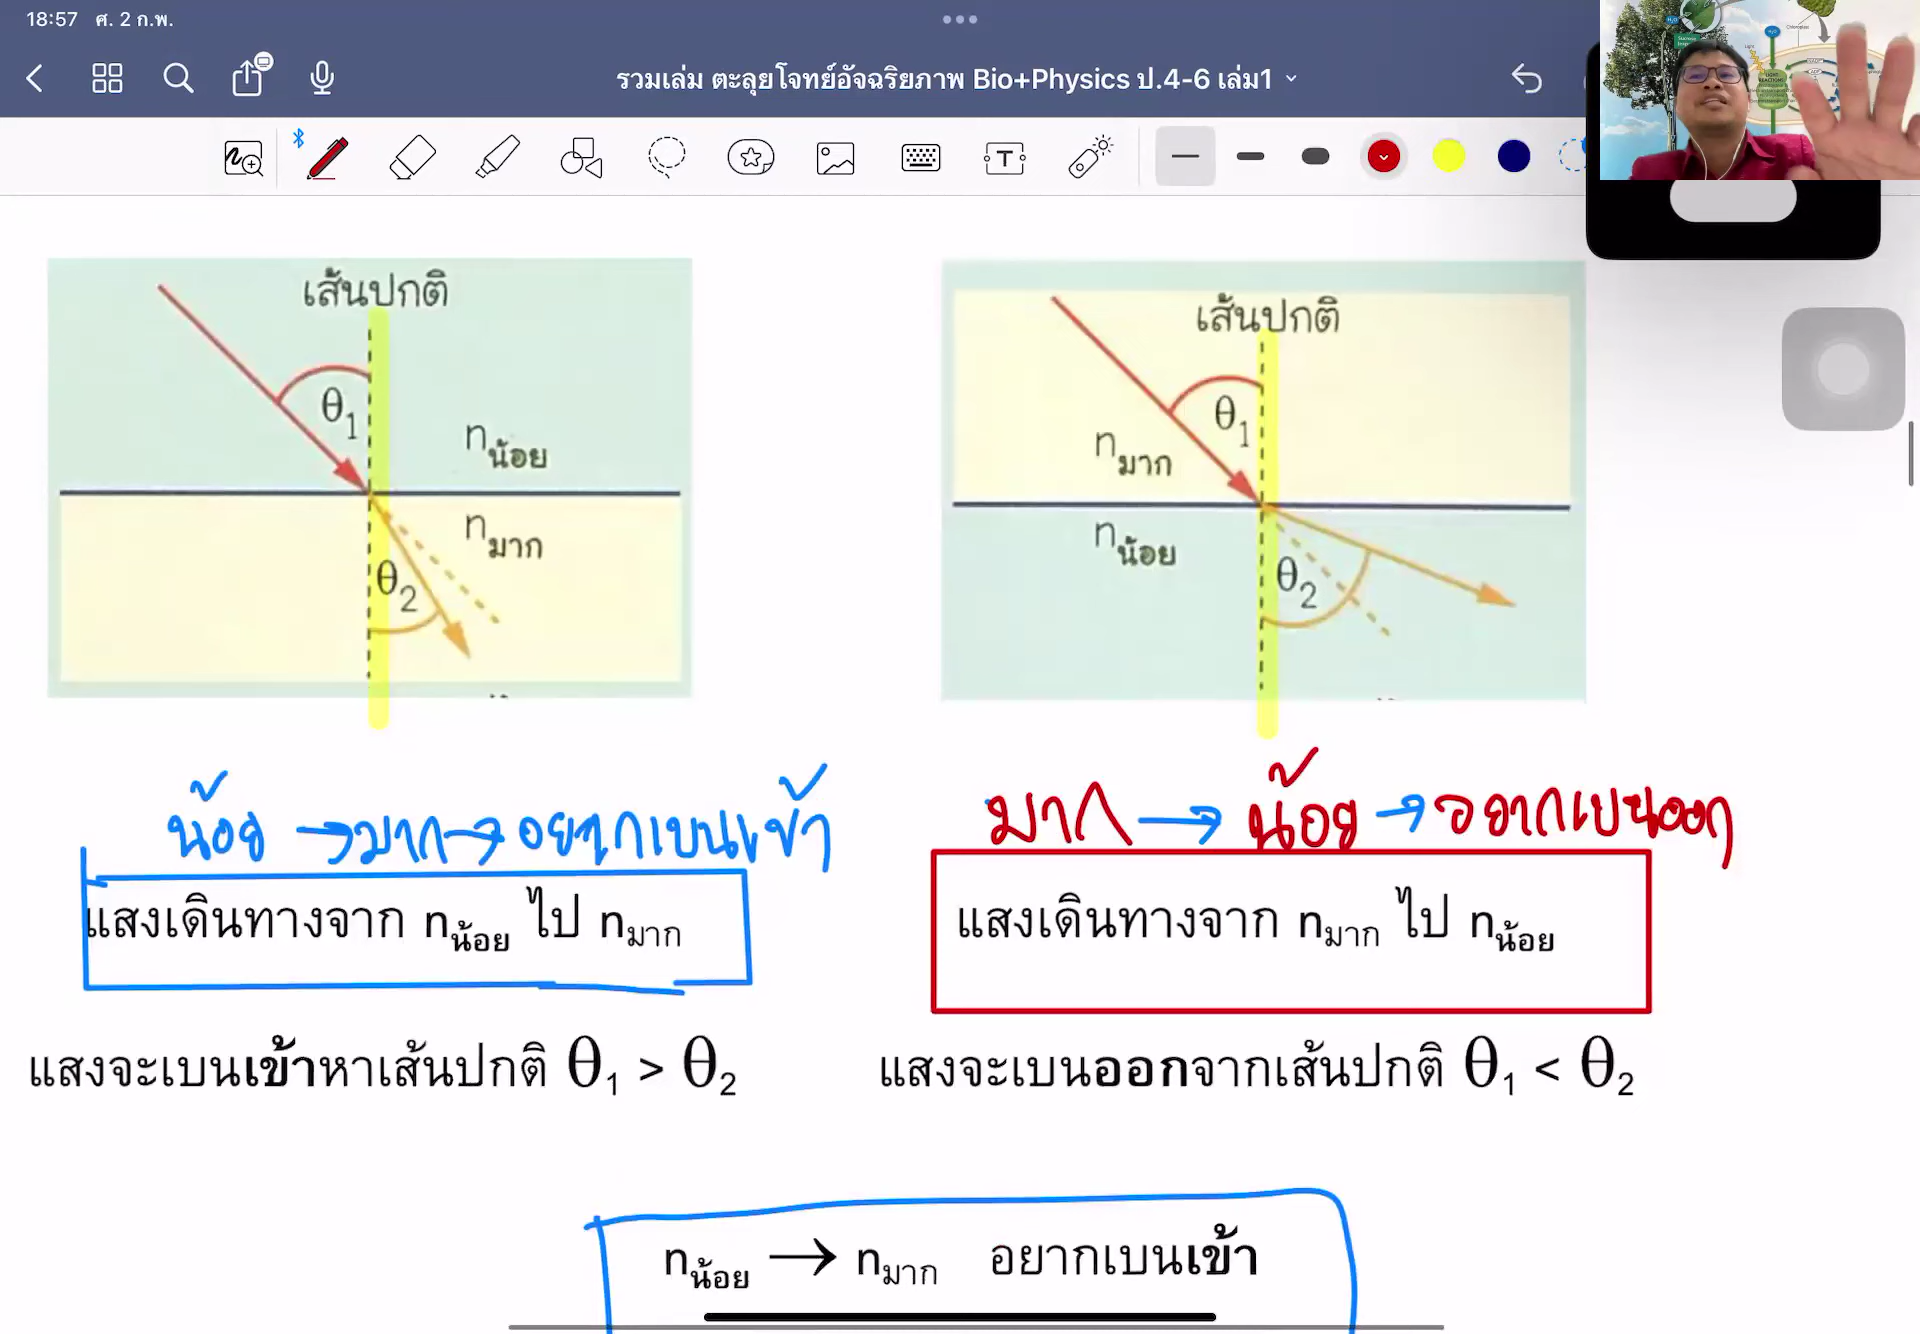 18:57 ศ. 2 ก.พ.
รวมเล่ม ตะลุยโจทย์อัจฉริยภาพ Bio+Physics ป.4-6 เล่ม1
เส้นปกติ
θ1
nน้อย
nมาก
θ2
เส้นปกติ
θ1
nมาก
nน้อย
θ2
น้อย →มาก→ อยากเบนเข้า
แสงเดินทางจาก nน้อย ไป nมาก
แสงจะเบนเข้าหาเส้นปกติ θ1 > θ2
มาก → น้อย → อยากเบนออก
แสงเดินทางจาก nมาก ไป nน้อย
แสงจะเบนออกจากเส้นปกติ θ1 < θ2
nน้อย → nมาก อยากเบนเข้า